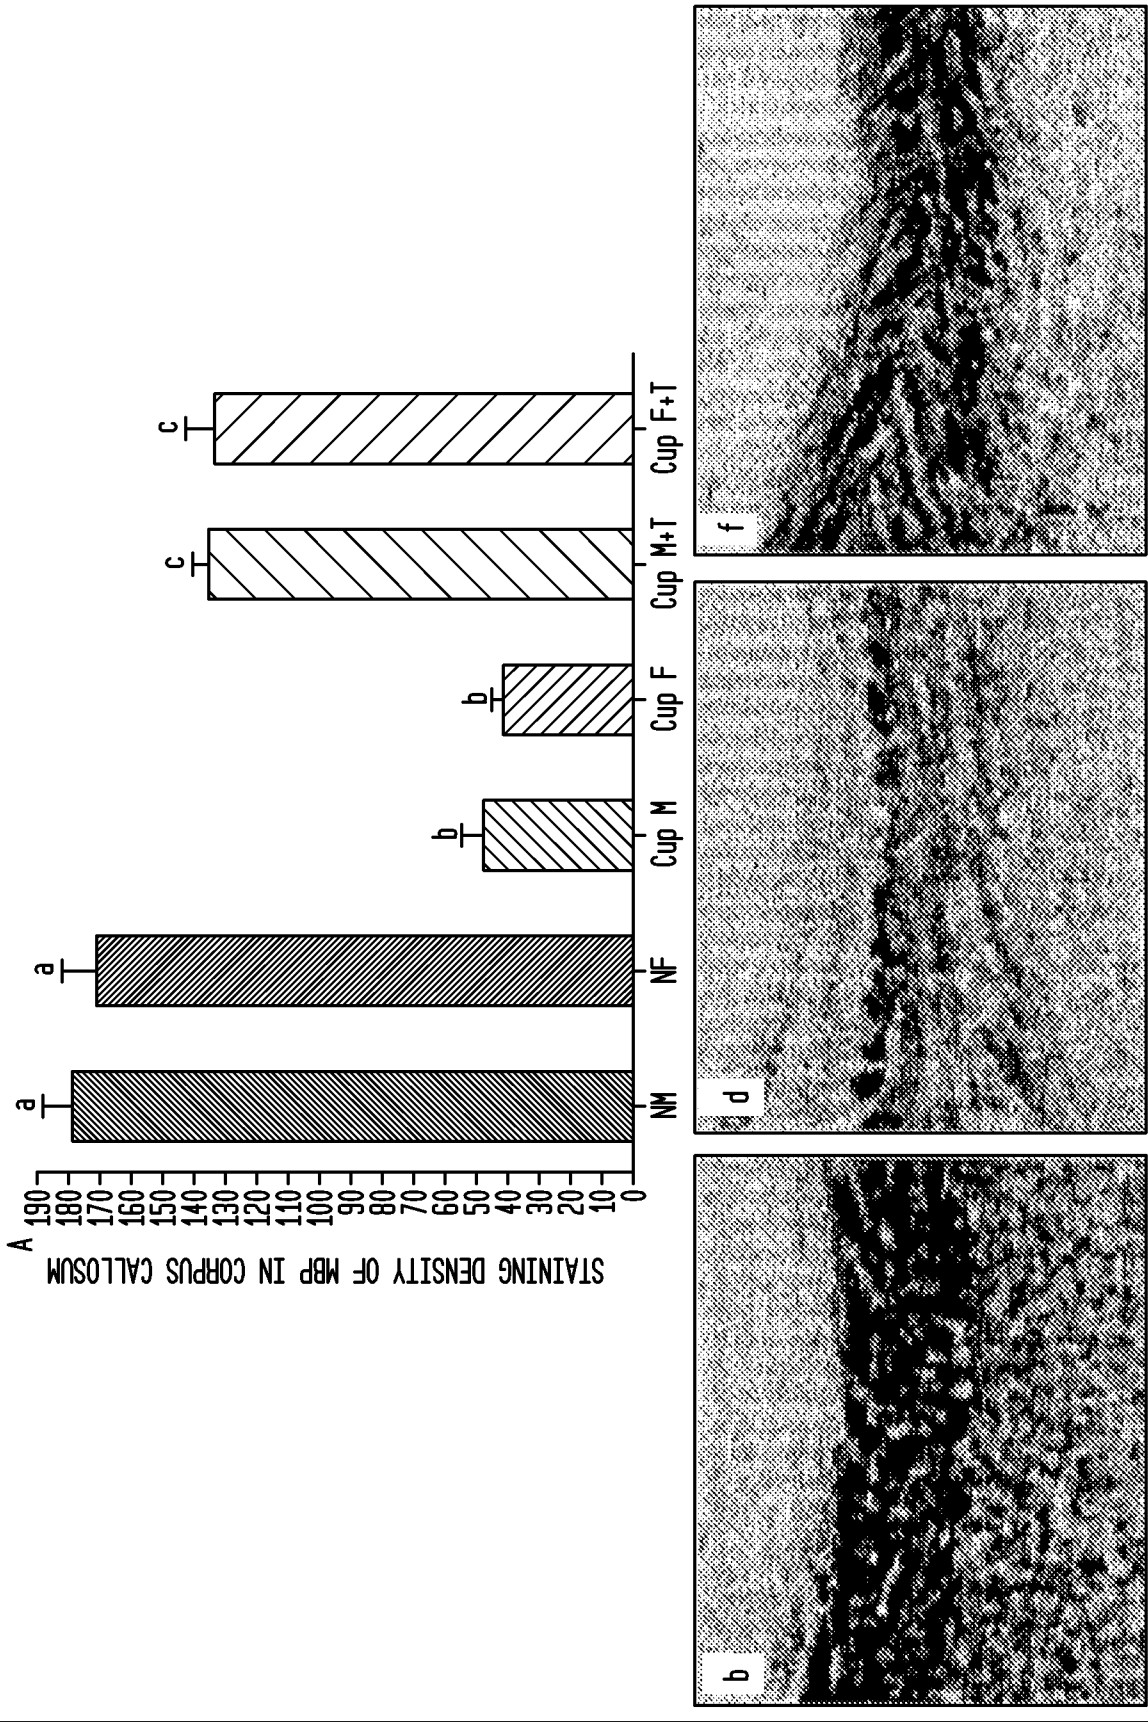 A
STAINING DENSITY OF MBP IN CORPUS CALLOSUM
190
180
170
160
150
140
130
120
110
100
90
80
70
60
50
40
30
20
10
0
a
a
b
b
c
c
NM
NF
Cup M
Cup F
Cup M+T
Cup F+T
b
d
f